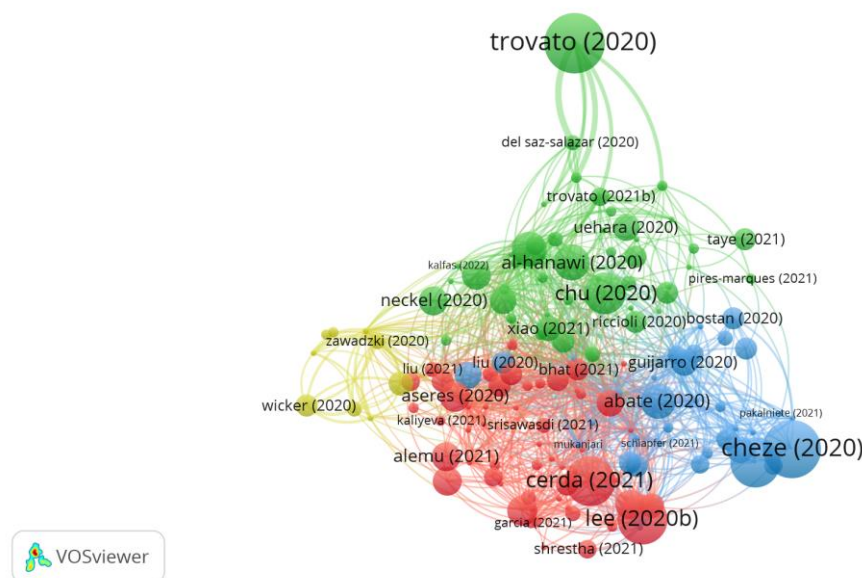 trovato (2020)
del saz-salazar (2020)
trovato (2021b)
uehara (2020)
taye (2021)
al-hanawi (2020)
kalfas (2022)
pires-marques (2021)
chu (2020)
neckel (2020)
bostan (2020)
riccioli (2020)
xiao (2021)
zawadzki (2020)
liu (2020)
guijarro (2020)
liu (2021)
bhat (2021)
aseres (2020)
abate (2020)
wicker (2020)
pakalniete (2021)
kaliyeva (2021)
srisawasdi (2021)
mukanjari
schlapfer (2021)
cheze (2020)
alemu (2021)
cerda (2021)
lee (2020b)
garcia (2021)
shrestha (2021)
VOSviewer